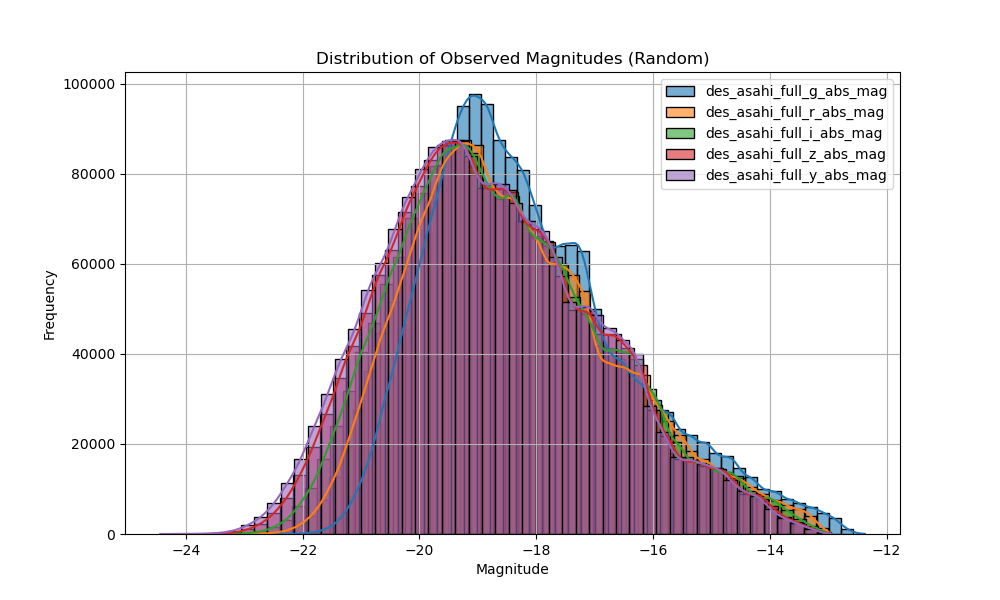 Distribution of Observed Magnitudes (Random)
100000
80000
60000
40000
20000
0
Frequency
des_asahi_full_g_abs_mag
des_asahi_full_r_abs_mag
des_asahi_full_i_abs_mag
des_asahi_full_z_abs_mag
des_asahi_full_y_abs_mag
−24 −22 −20 −18 −16 −14 −12
Magnitude